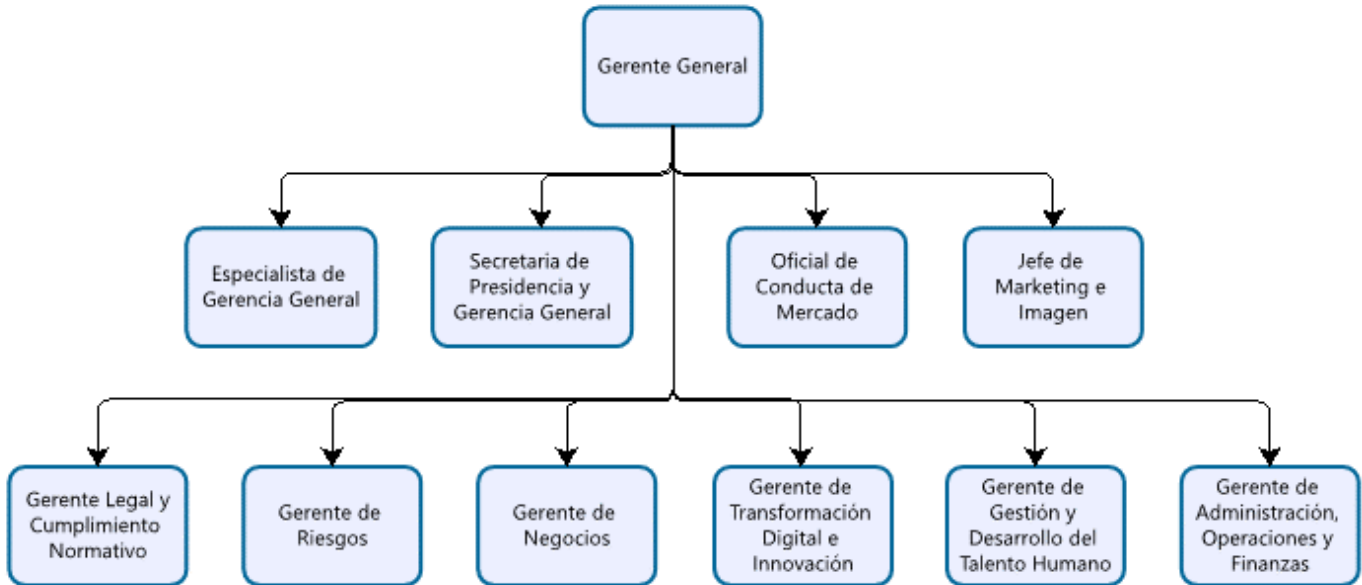 Gerente General
Especialista de
Gerencia General
Secretaria de
Presidencia y
Gerencia General
Oficial de
Conducta de
Mercado
Jefe de
Marketing e
Imagen
Gerente Legal y
Cumplimiento
Normativo
Gerente de
Riesgos
Gerente de
Negocios
Gerente de
Transformación
Digital e
Innovación
Gerente de
Gestión y
Desarrollo del
Talento Humano
Gerente de
Administración,
Operaciones y
Finanzas